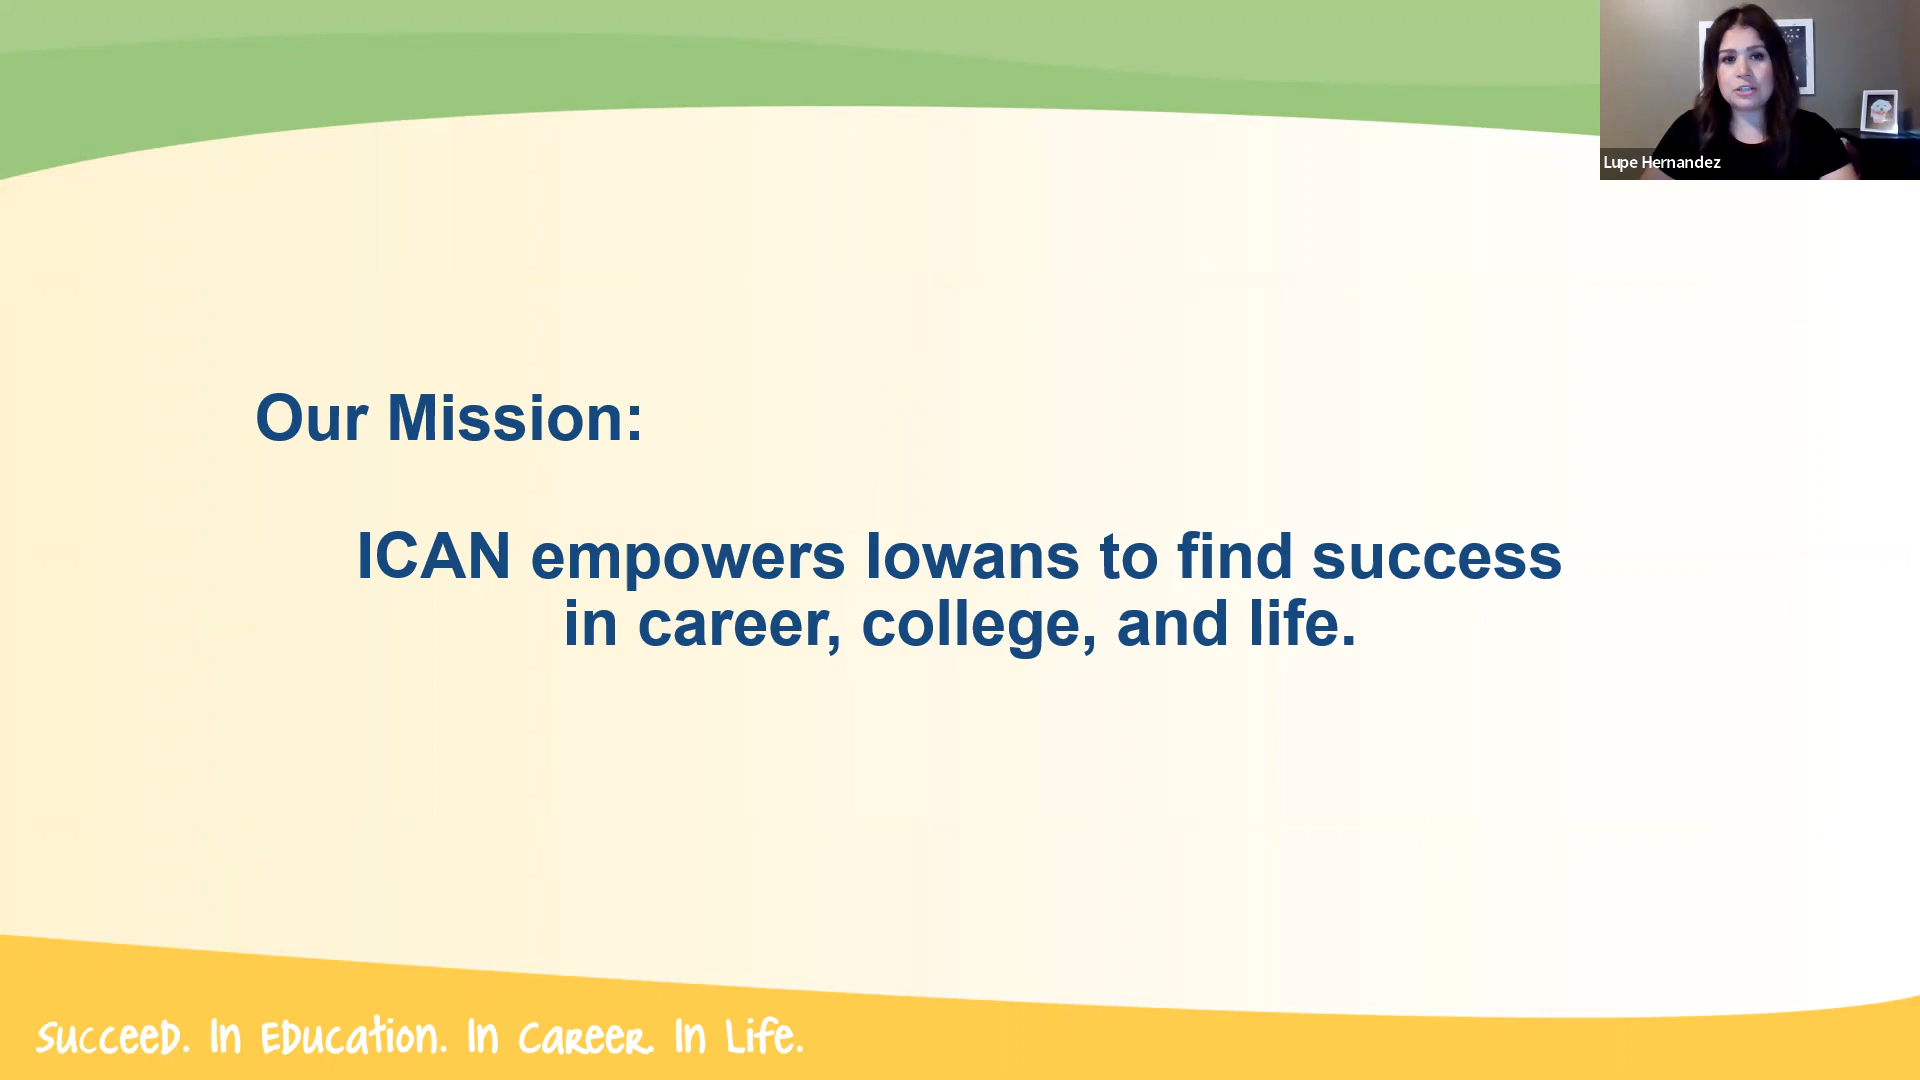 Lupe Hernandez
Our Mission:
ICAN empowers Iowans to find success
in career, college, and life.
Succeed. In Education. In Career. In Life.